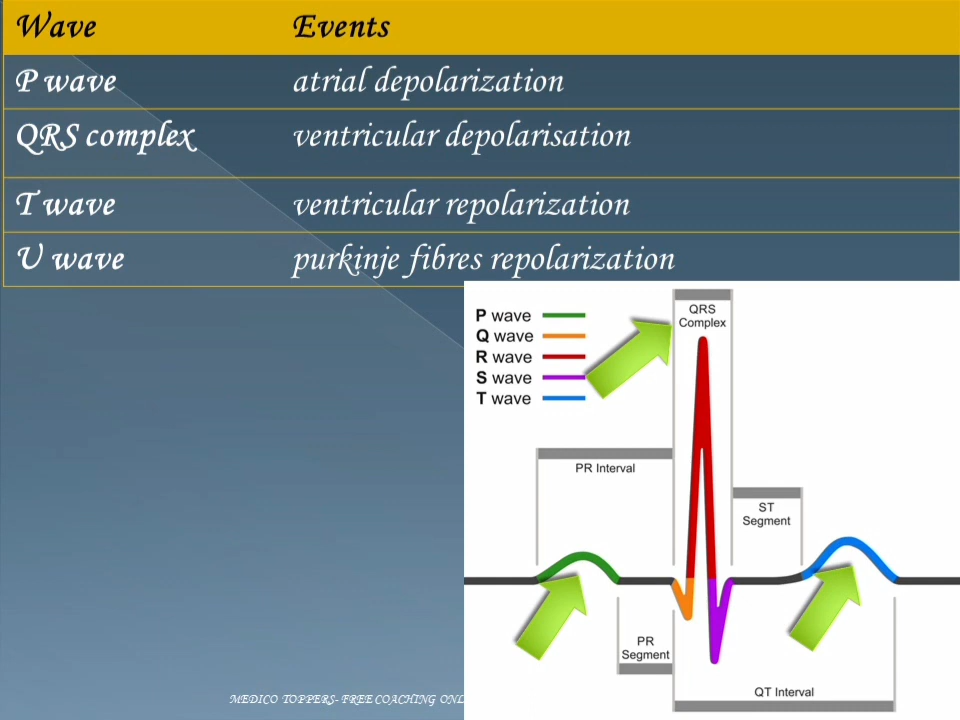 Wave Events
P wave atrial depolarization
QRS complex ventricular depolarisation
T wave ventricular repolarization
U wave purkinje fibres repolarization
P wave
Q wave
R wave
S wave
T wave
QRS
Complex
PR Interval
ST
Segment
PR
Segment
QT Interval
MEDICO TOPPERS- FREE COACHING